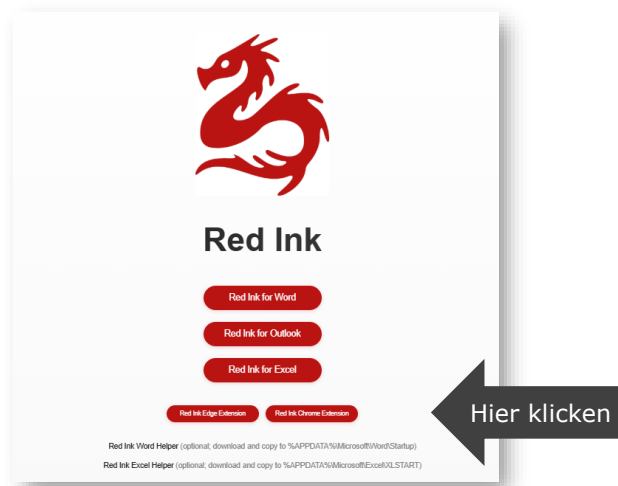 Red Ink
Red Ink for Word
Red Ink for Outlook
Red Ink for Excel
Red Ink Edge Extension Red Ink Chrome Extension
Hier klicken
Red Ink Word Helper (optional; download and copy to %APPDATA%\Microsoft\Word\Startup)
Red Ink Excel Helper (optional; download and copy to %APPDATA%\Microsoft\Excel\XLSTART)